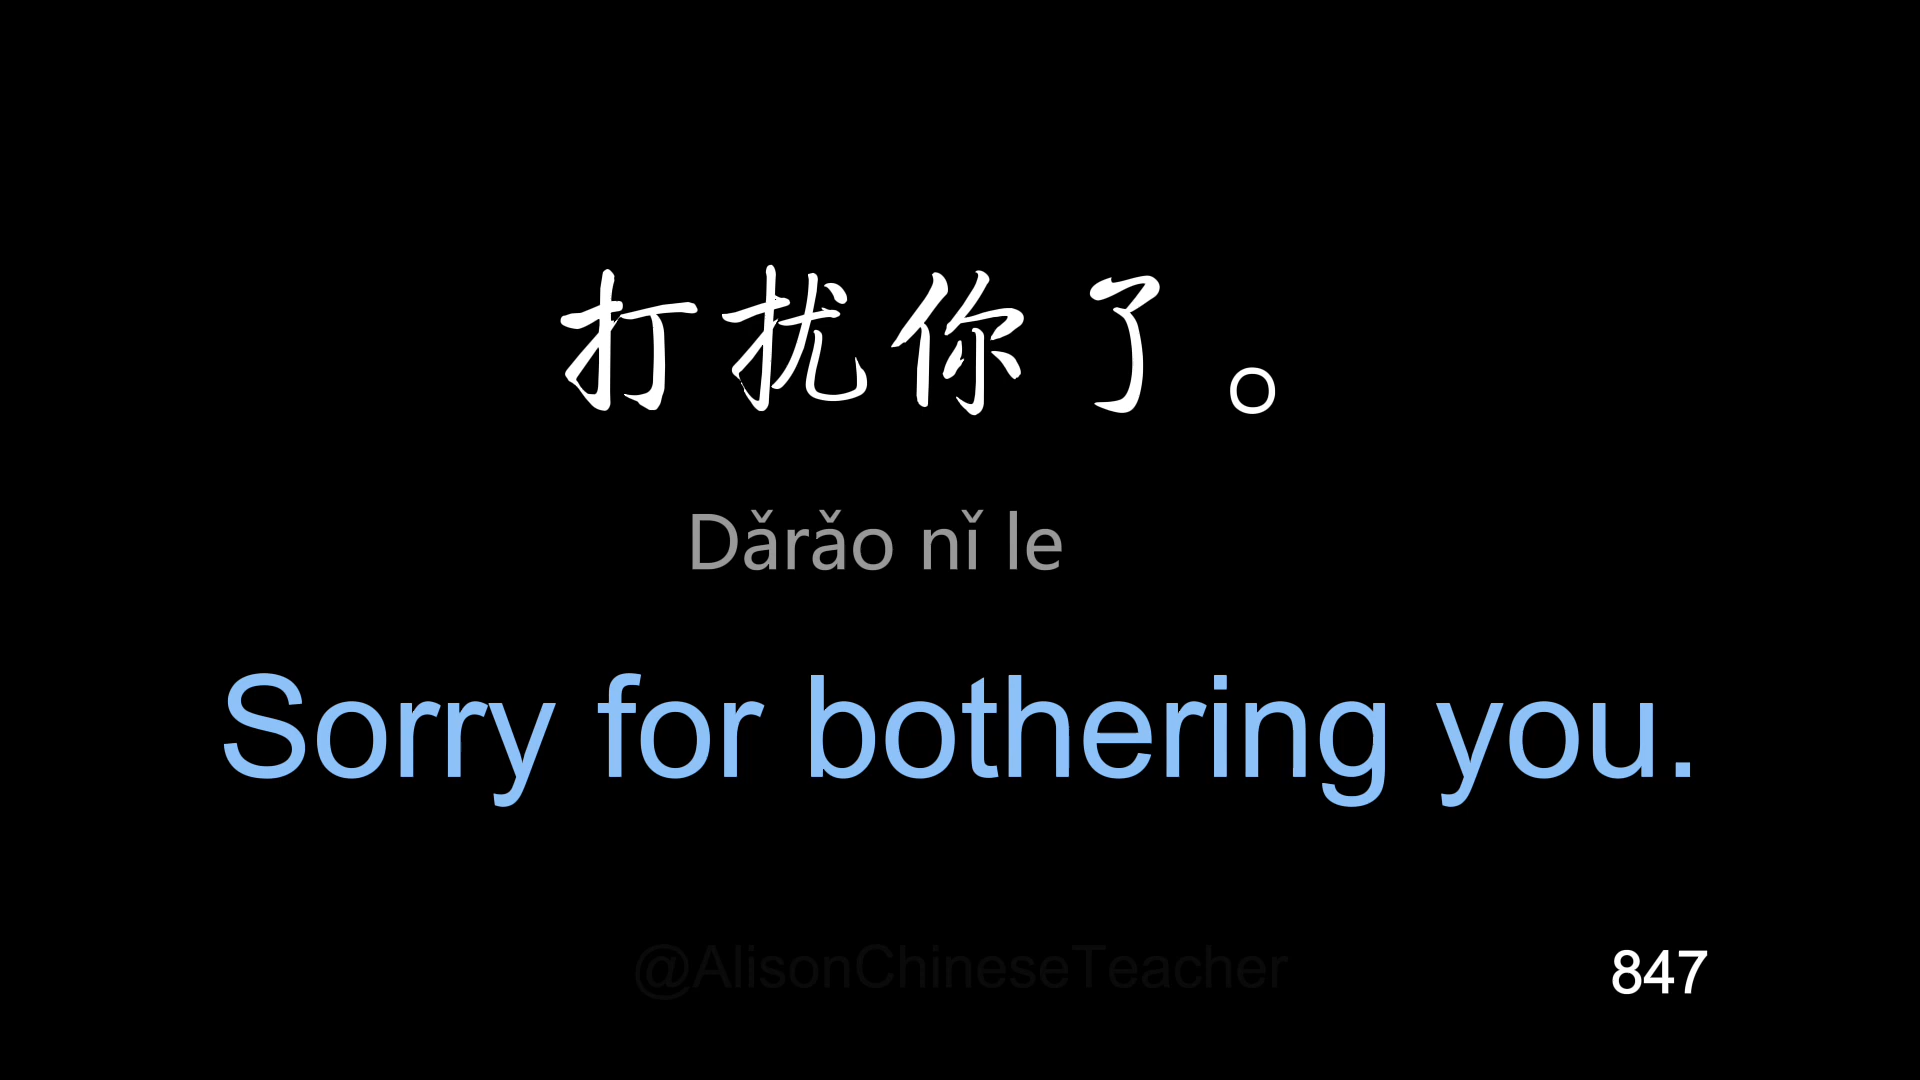 打扰你了。
Dǎrǎo nǐ le
Sorry for bothering you.
@AlisonChineseTeacher
847